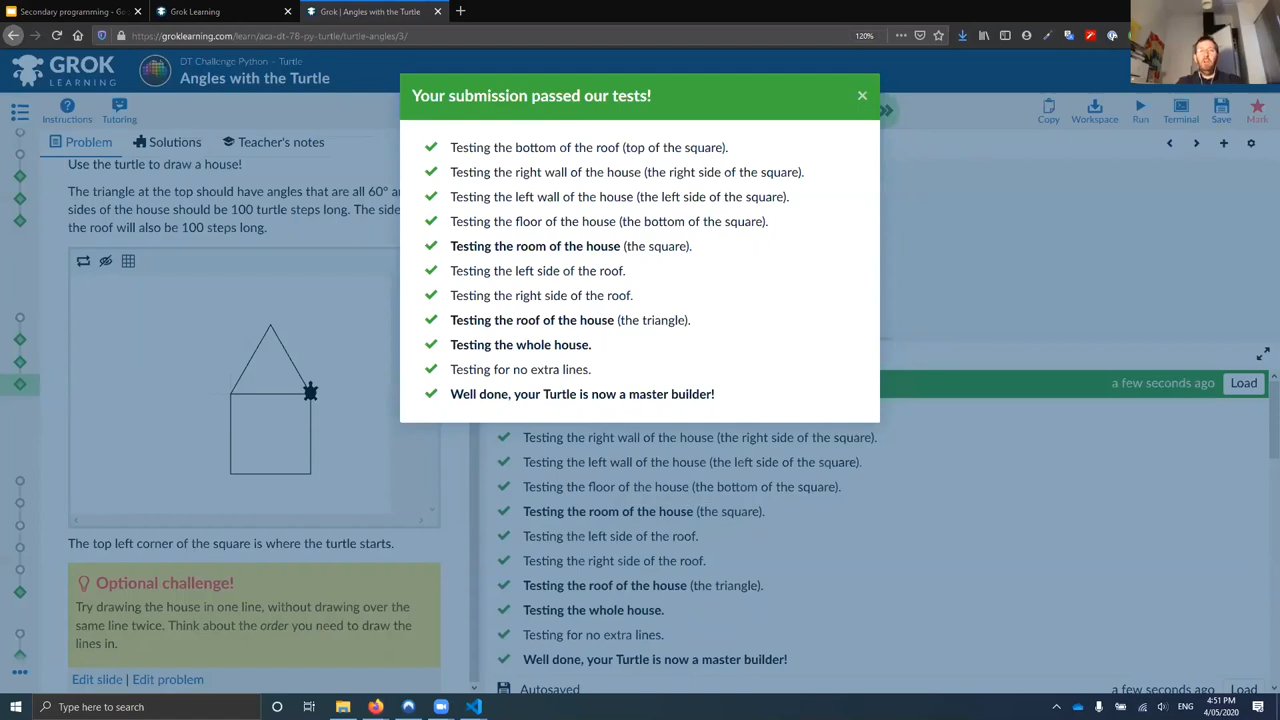 Secondary programming - G
Grok Learning
Grok | Angles with the Turtle
https://groklearning.com/learn/aca-dt-78-py-turtle/turtle-angles/3/
120%
GROK
LEARNING
DT Challenge Python - Turtle
Angles with the Turtle
Instructions
Tutoring
Copy
Workspace
Run
Terminal
Save
Mark
Problem
Solutions
Teacher's notes
Use the turtle to draw a house!
The triangle at the top should have angles that are all 60°
sides of the house should be 100 turtle steps long. The side
the roof will also be 100 steps long.
The top left corner of the square is where the turtle starts.
Optional challenge!
Try drawing the house in one line, without drawing over the
same line twice. Think about the order you need to draw the
lines in.
Edit slide | Edit problem
Your submission passed our tests!
Testing the bottom of the roof (top of the square).
Testing the right wall of the house (the right side of the square).
Testing the left wall of the house (the left side of the square).
Testing the floor of the house (the bottom of the square).
Testing the room of the house (the square).
Testing the left side of the roof.
Testing the right side of the roof.
Testing the roof of the house (the triangle).
Testing the whole house.
Testing for no extra lines.
Well done, your Turtle is now a master builder!
a few seconds ago
Load
Testing the right wall of the house (the right side of the square).
Testing the left wall of the house (the left side of the square).
Testing the floor of the house (the bottom of the square).
Testing the room of the house (the square).
Testing the left side of the roof.
Testing the right side of the roof.
Testing the roof of the house (the triangle).
Testing the whole house.
Testing for no extra lines.
Well done, your Turtle is now a master builder!
Autosaved
a few seconds ago
Load
Type here to search
ENG
4:51 PM
4/05/2020